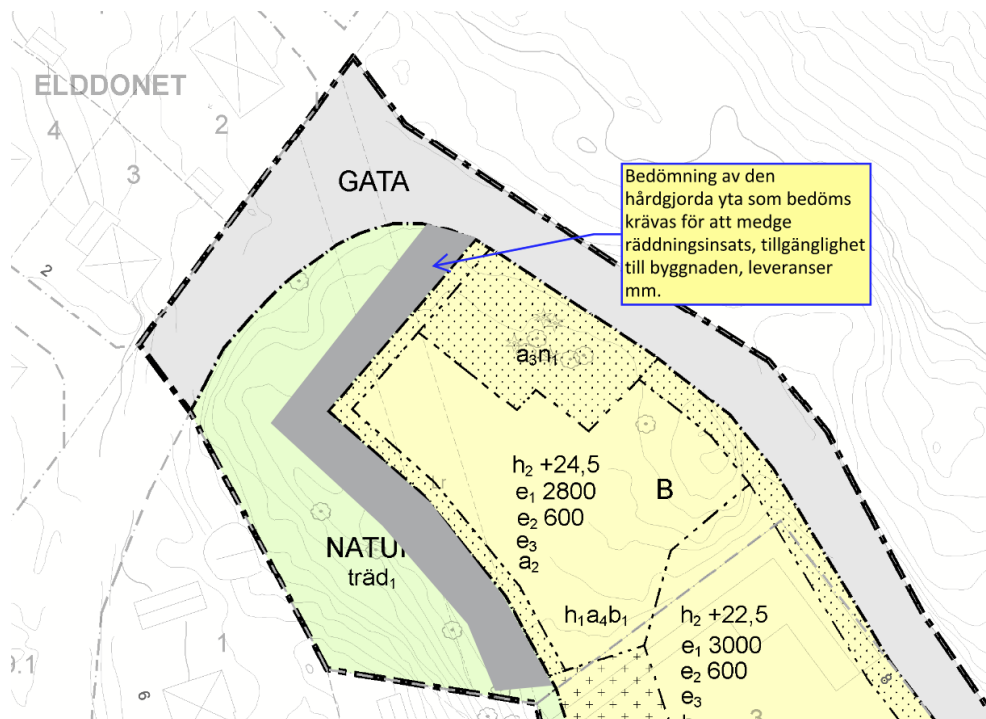 ELDDONET
4
2
3
GATA
Bedömning av den
hårdgjorda yta som bedöms
krävas för att medge
räddningsinsats, tillgänglighet
till byggnaden, leveranser
mm.
2
a₃n₁
h₂ +24,5
e₁ 2800
B
e₂ 600
e₃
a₂
NATU
träd₁
h₁a₄b₁
h₂ +22,5
e₁ 3000
e₂ 600
e₃
1
9.1
6
3